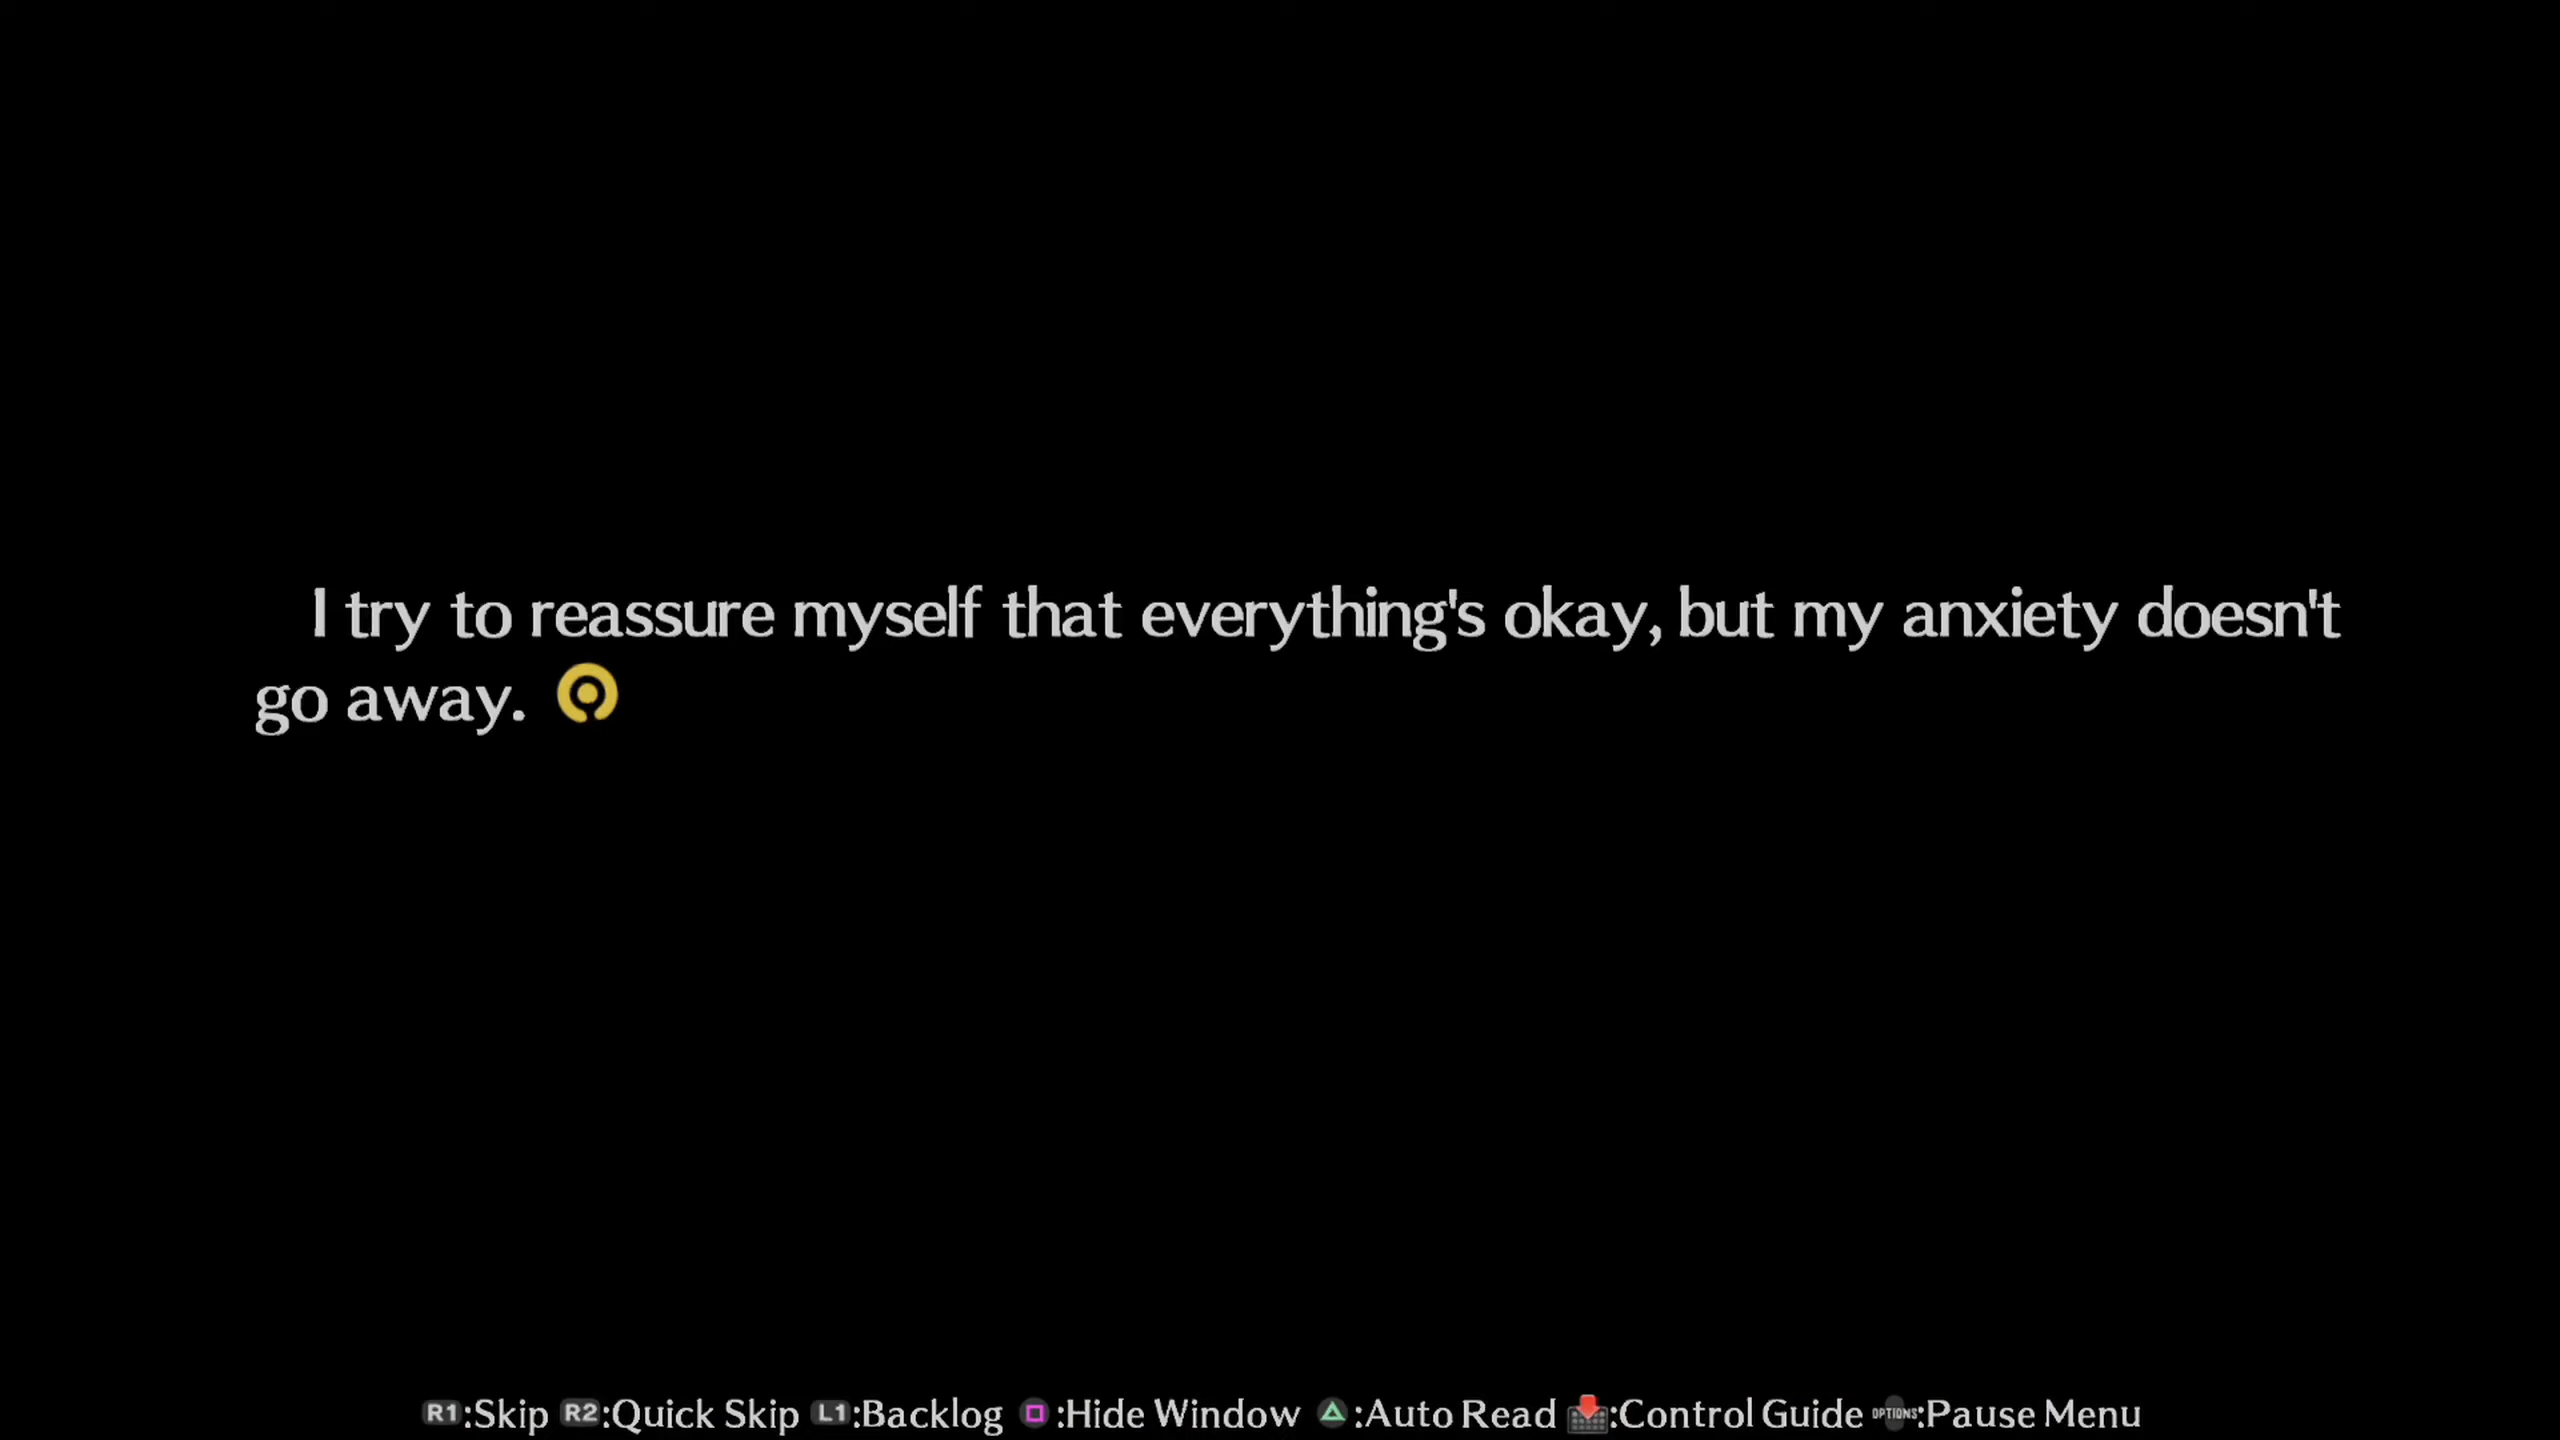 I try to reassure myself that everything's okay, but my anxiety doesn't
go away.
R1:Skip R2:Quick Skip L1:Backlog :Hide Window :Auto Read :Control Guide OPTIONS:Pause Menu